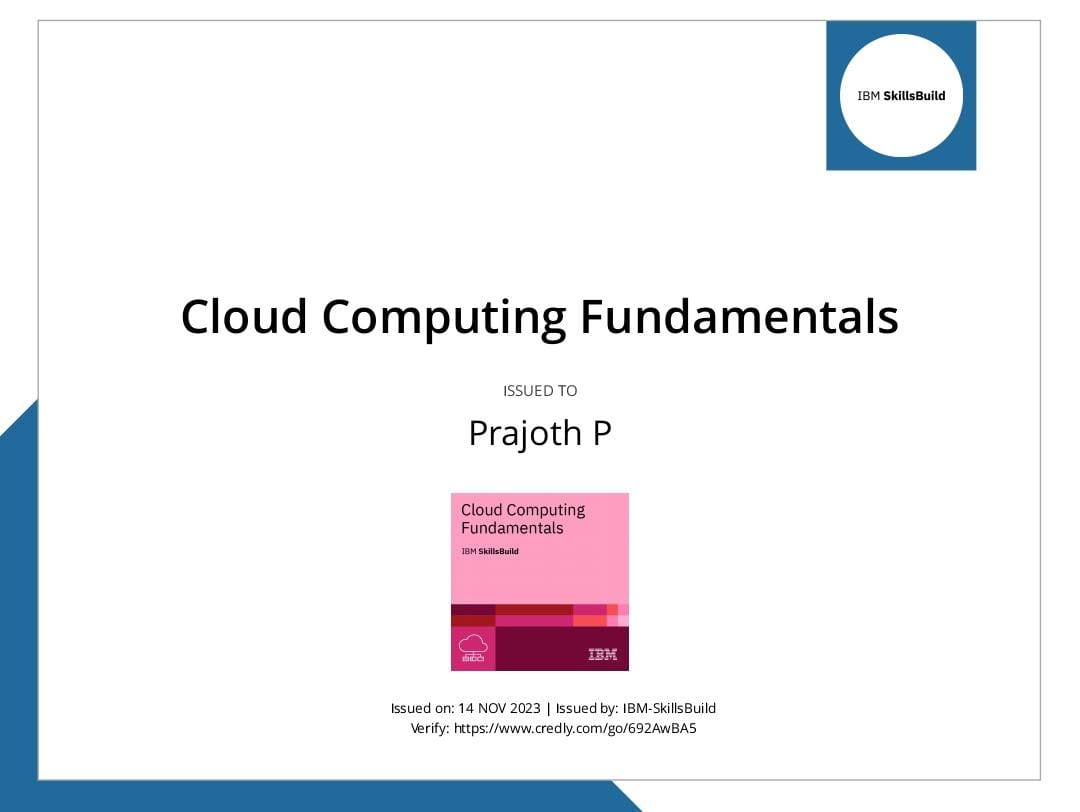 IBM SkillsBuild
Cloud Computing Fundamentals
ISSUED TO
Prajoth P
Cloud Computing
Fundamentals
IBM SkillsBuild
IBM
Issued on: 14 NOV 2023 | Issued by: IBM-SkillsBuild
Verify: https://www.credly.com/go/692AwBA5